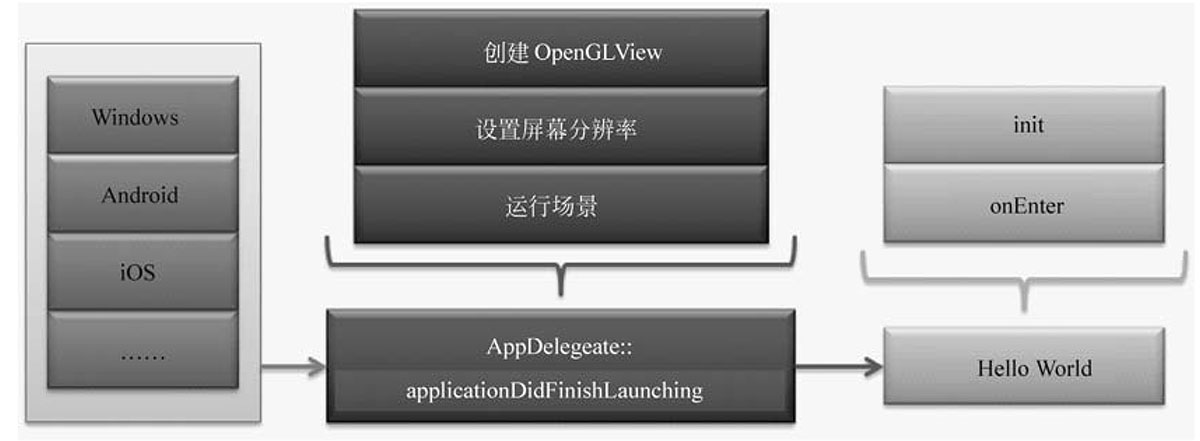 Windows
Android
iOS
……
创建 OpenGLView
设置屏幕分辨率
运行场景
AppDelegeate::
applicationDidFinishLaunching
init
onEnter
Hello World